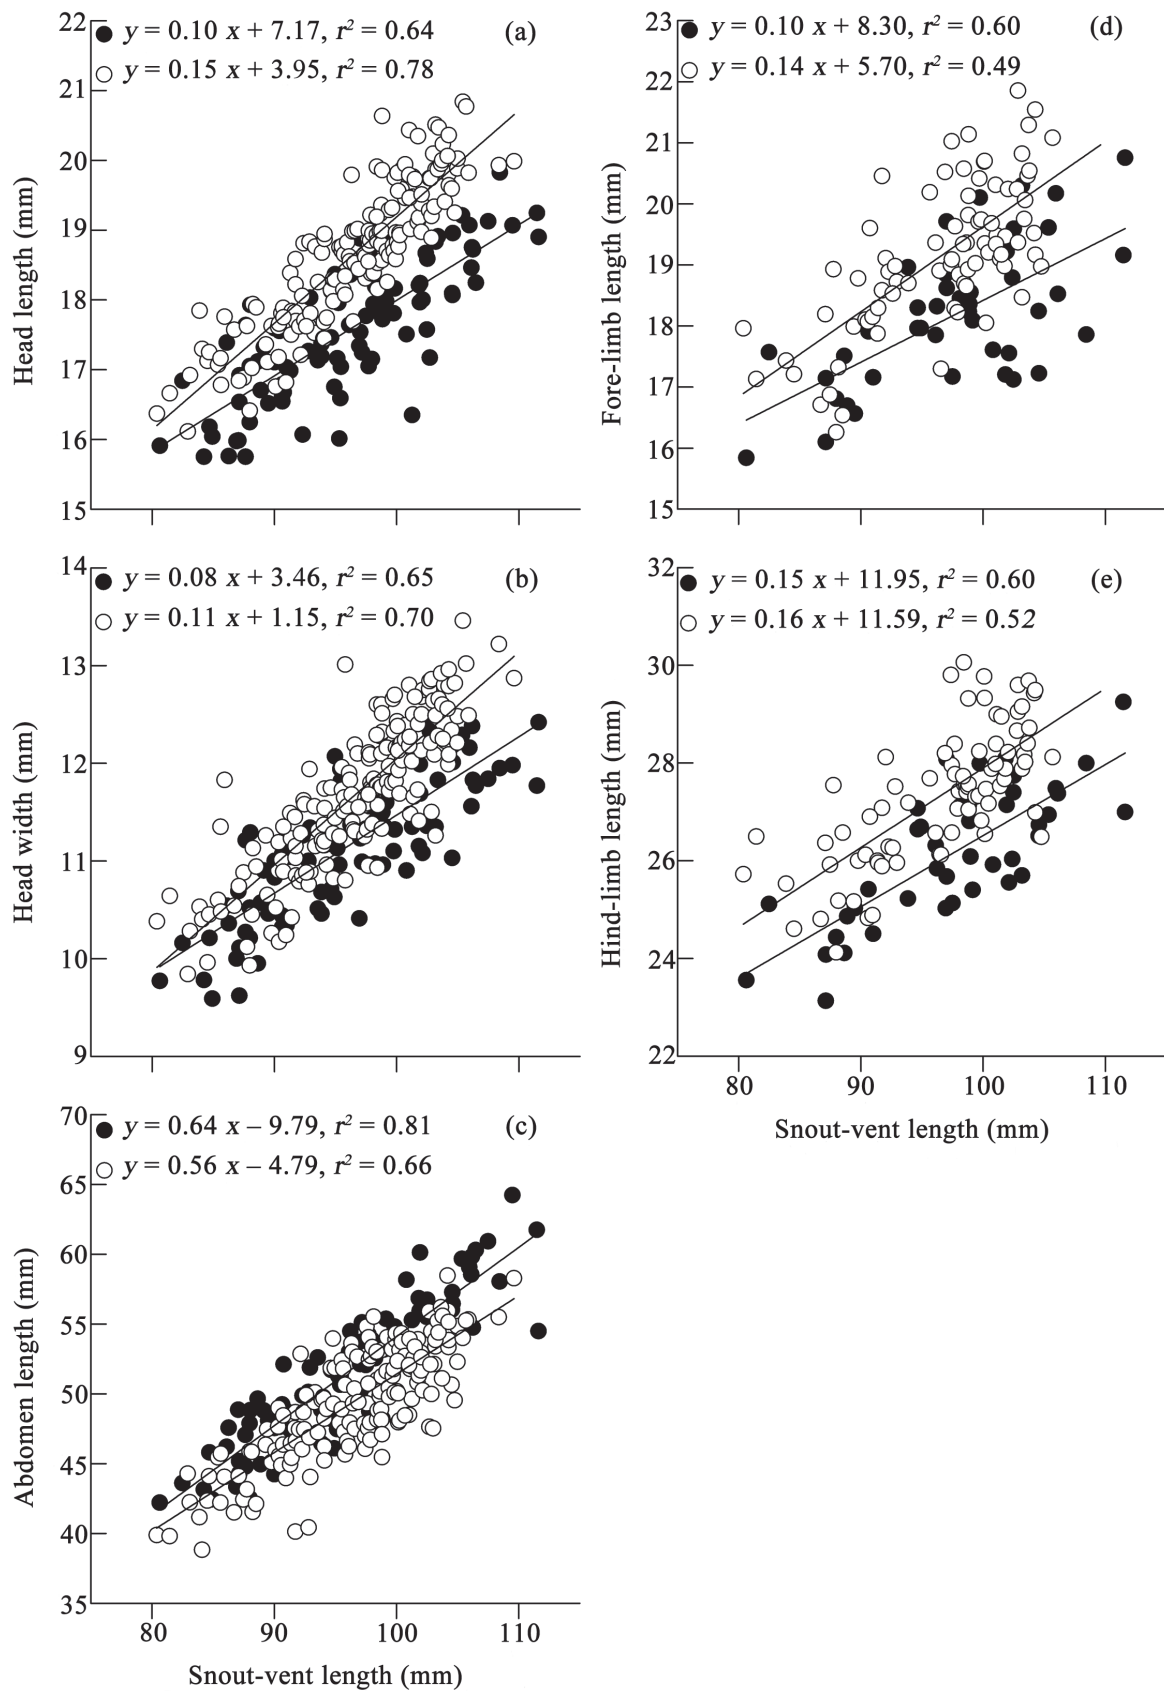 22
y = 0.10 x + 7.17, r² = 0.64
(a)
y = 0.15 x + 3.95, r² = 0.78
21
20
19
18
17
16
15
Head length (mm)
23
y = 0.10 x + 8.30, r² = 0.60
(d)
y = 0.14 x + 5.70, r² = 0.49
22
21
20
19
18
17
16
15
Fore-limb length (mm)
14
y = 0.08 x + 3.46, r² = 0.65
(b)
y = 0.11 x + 1.15, r² = 0.70
13
12
11
10
9
Head width (mm)
32
y = 0.15 x + 11.95, r² = 0.60
(e)
y = 0.16 x + 11.59, r² = 0.52
30
28
26
24
22
Hind-limb length (mm)
80 90 100 110
Snout-vent length (mm)
70
y = 0.64 x – 9.79, r² = 0.81
(c)
y = 0.56 x – 4.79, r² = 0.66
65
60
55
50
45
40
35
Abdomen length (mm)
80 90 100 110
Snout-vent length (mm)